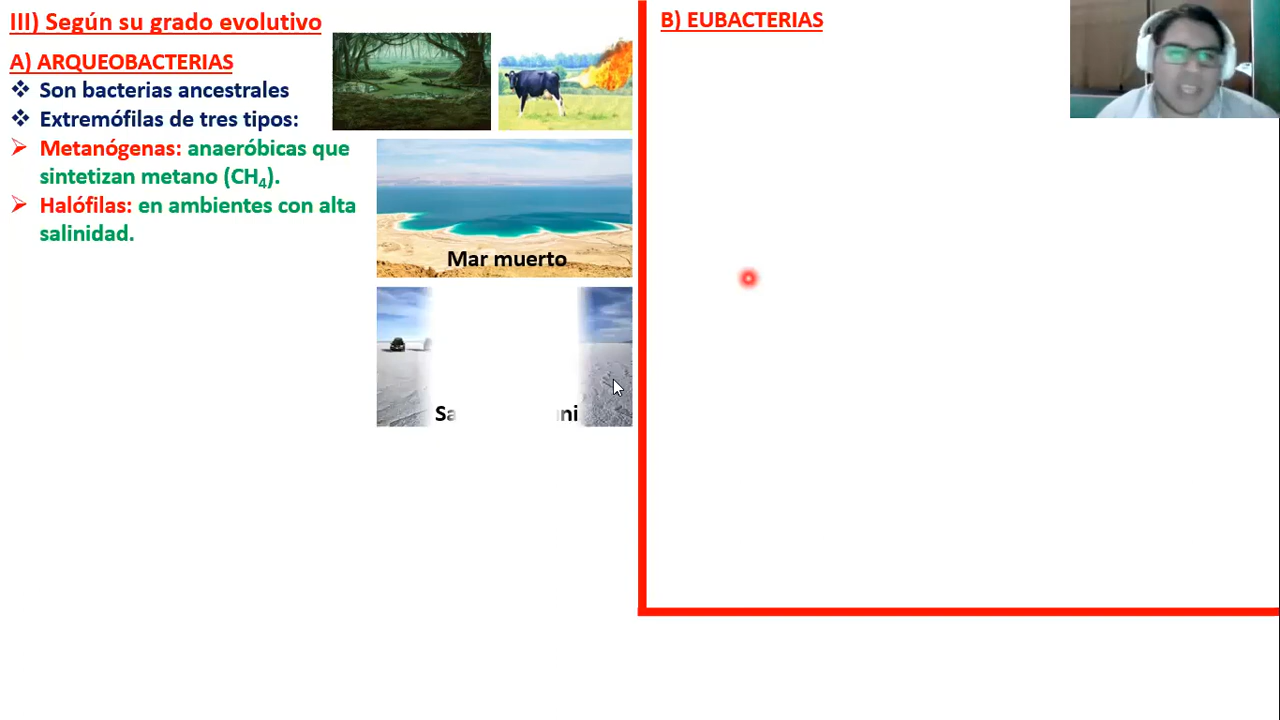 III) Según su grado evolutivo
A) ARQUEOBACTERIAS
❖ Son bacterias ancestrales
❖ Extremófilas de tres tipos:
➢ Metanógenas: anaeróbicas que
sintetizan metano (CH₄).
➢ Halófilas: en ambientes con alta
salinidad.
Mar muerto
B) EUBACTERIAS